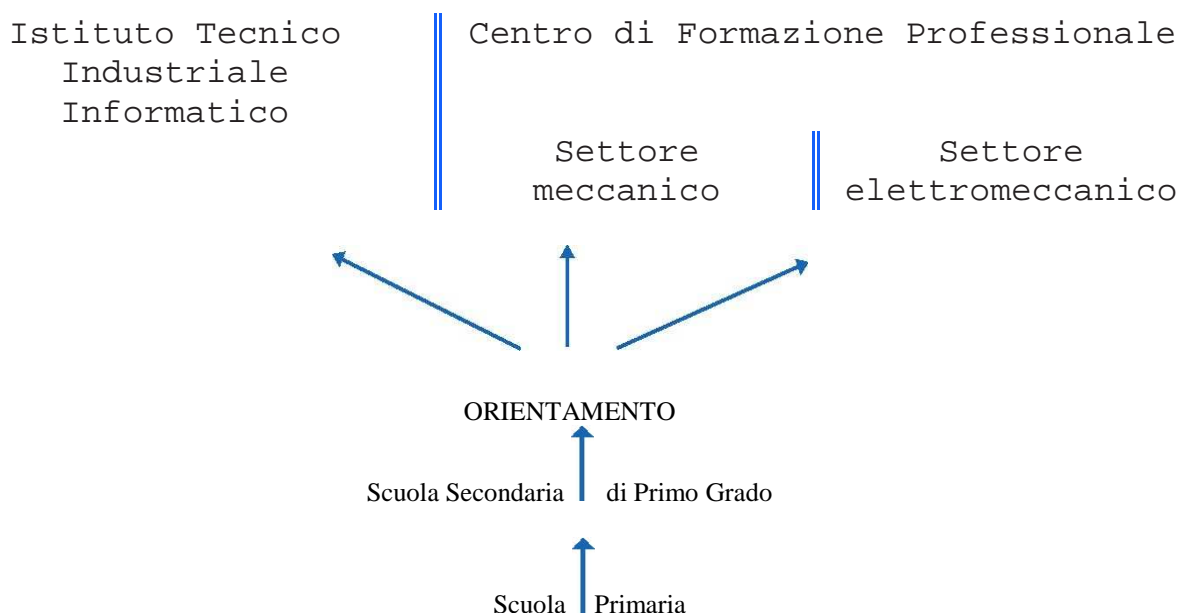 Istituto Tecnico
Industriale
Informatico
Centro di Formazione Professionale
Settore
meccanico
Settore
elettromeccanico
ORIENTAMENTO
Scuola Secondaria di Primo Grado
Scuola Primaria